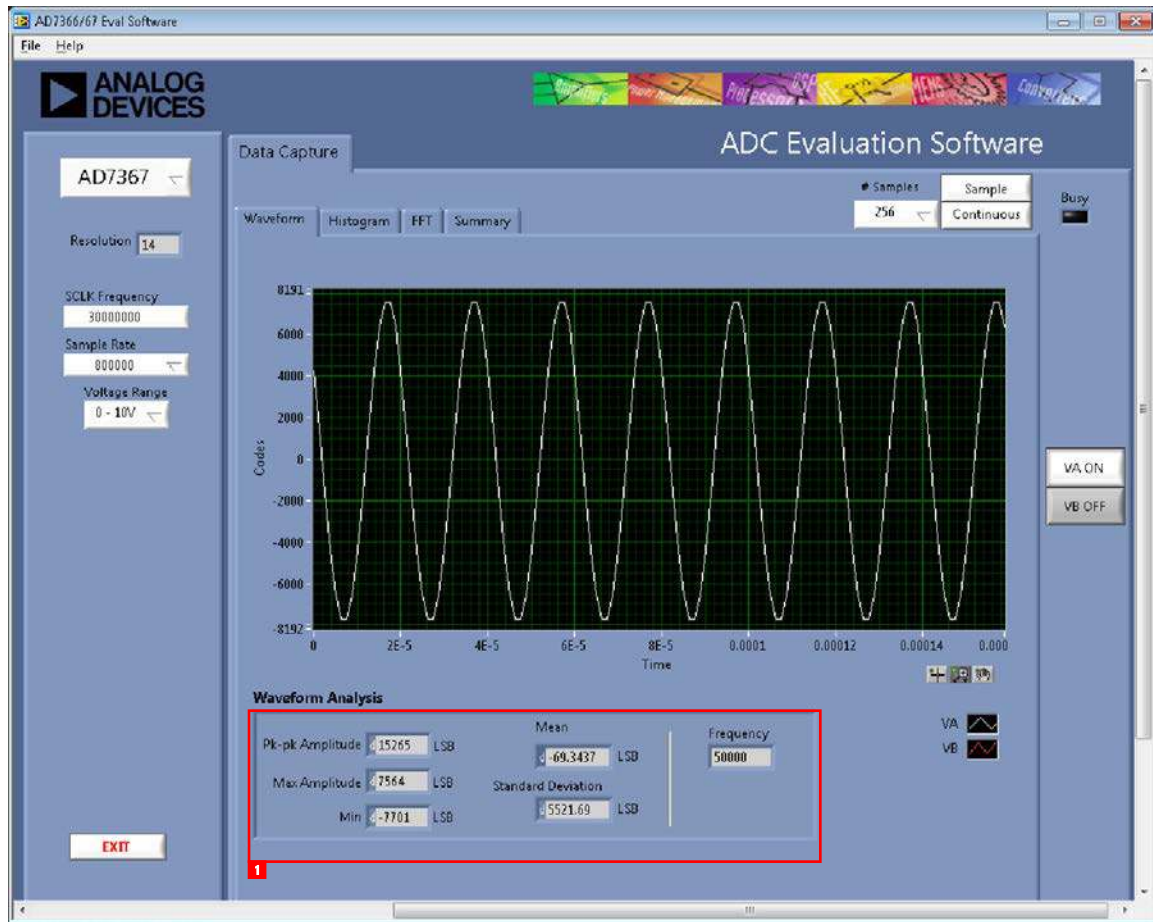 AD7366/67 Eval Software
File Help
ANALOG
DEVICES
ADC Evaluation Software
AD7367
Resolution 14
SCLK Frequency
30000000
Sample Rate
800000
Voltage Range
0 - 10V
EXIT
Data Capture
# Samples
256
Sample
Continuous
Busy
Waveform Histogram FFT Summary
8191
6000
4000
2000
0
-2000
-4000
-6000
-8192
Codes
0 2E-5 4E-5 6E-5 8E-5 0.0001 0.00012 0.00014 0.000
Time
VA ON
VB OFF
VA
VB
Waveform Analysis
Pk-pk Amplitude 15265 LSB
Max Amplitude 7564 LSB
Min -7701 LSB
Mean
-69.3437 LSB
Standard Deviation
5521.69 LSB
Frequency
50000
1